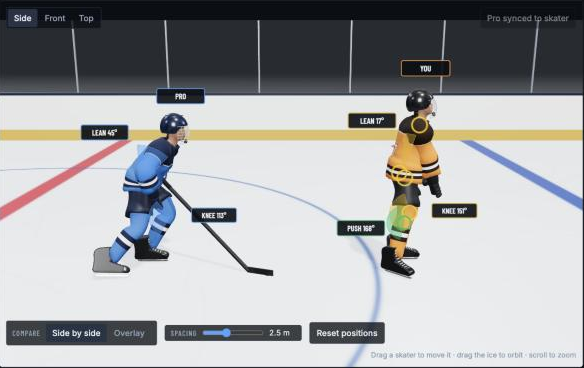 Side Front Top
Pro synced to skater
YOU
PRO
LEAN 17°
LEAN 45°
KNEE 151°
KNEE 113°
PUSH 168°
COMPARE Side by side Overlay SPACING 2.5 m Reset positions
Drag a skater to move it · drag the ice to orbit · scroll to zoom